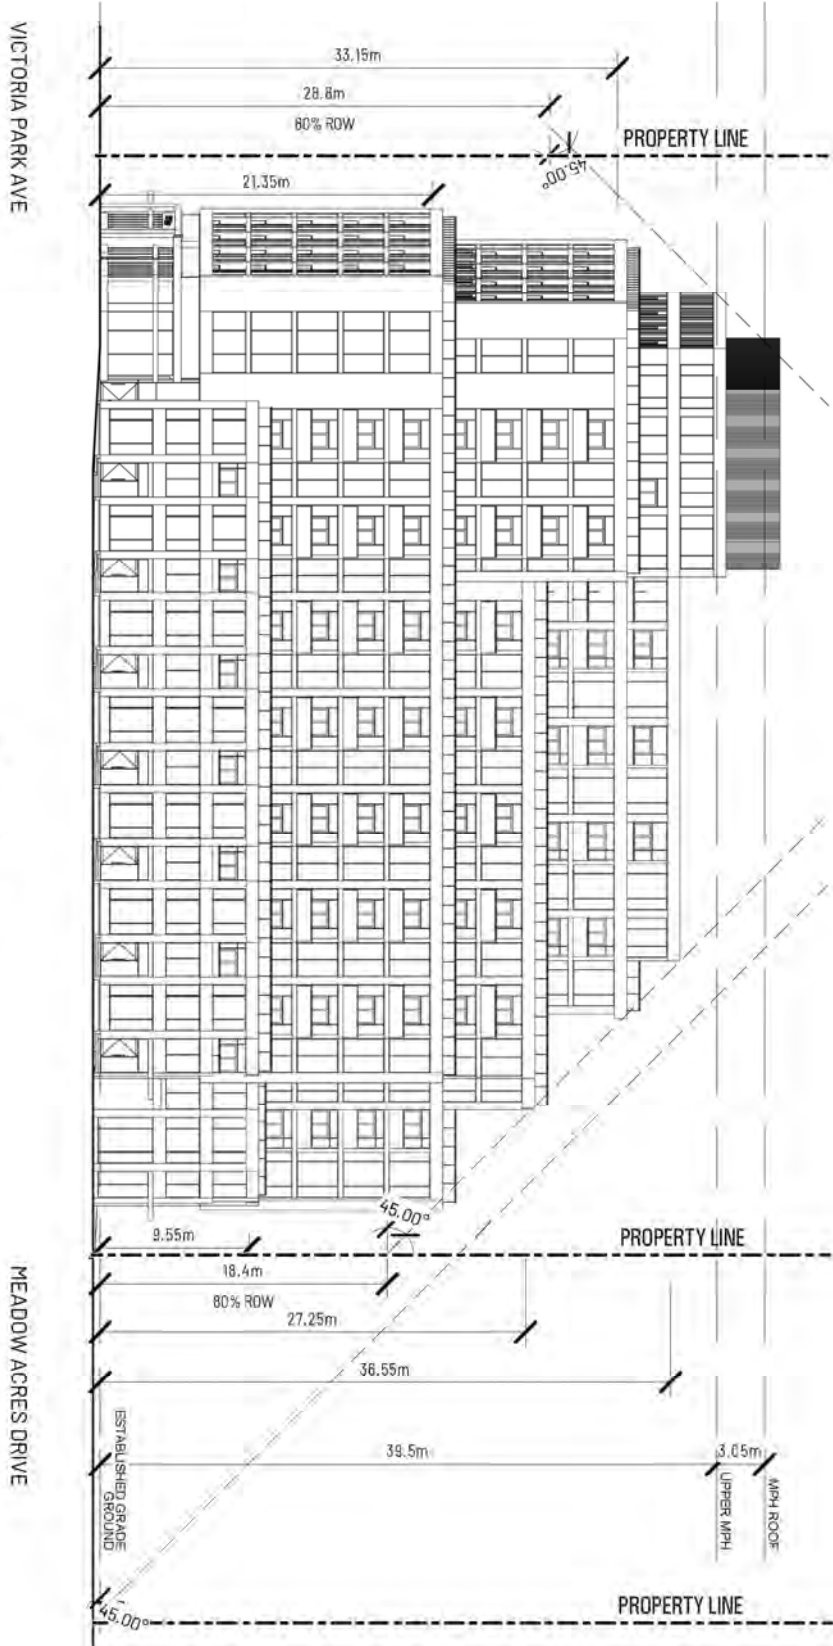 VICTORIA PARK AVE
33.15m
28.8m
80% ROW
PROPERTY LINE
45.00°
21.35m
45.00°
PROPERTY LINE
9.55m
18.4m
80% ROW
27.25m
MEADOW ACRES DRIVE
36.55m
39.5m
3.05m
ESTABLISHED GRADE
GROUND
UPPER MPH
MPH ROOF
45.00°
PROPERTY LINE